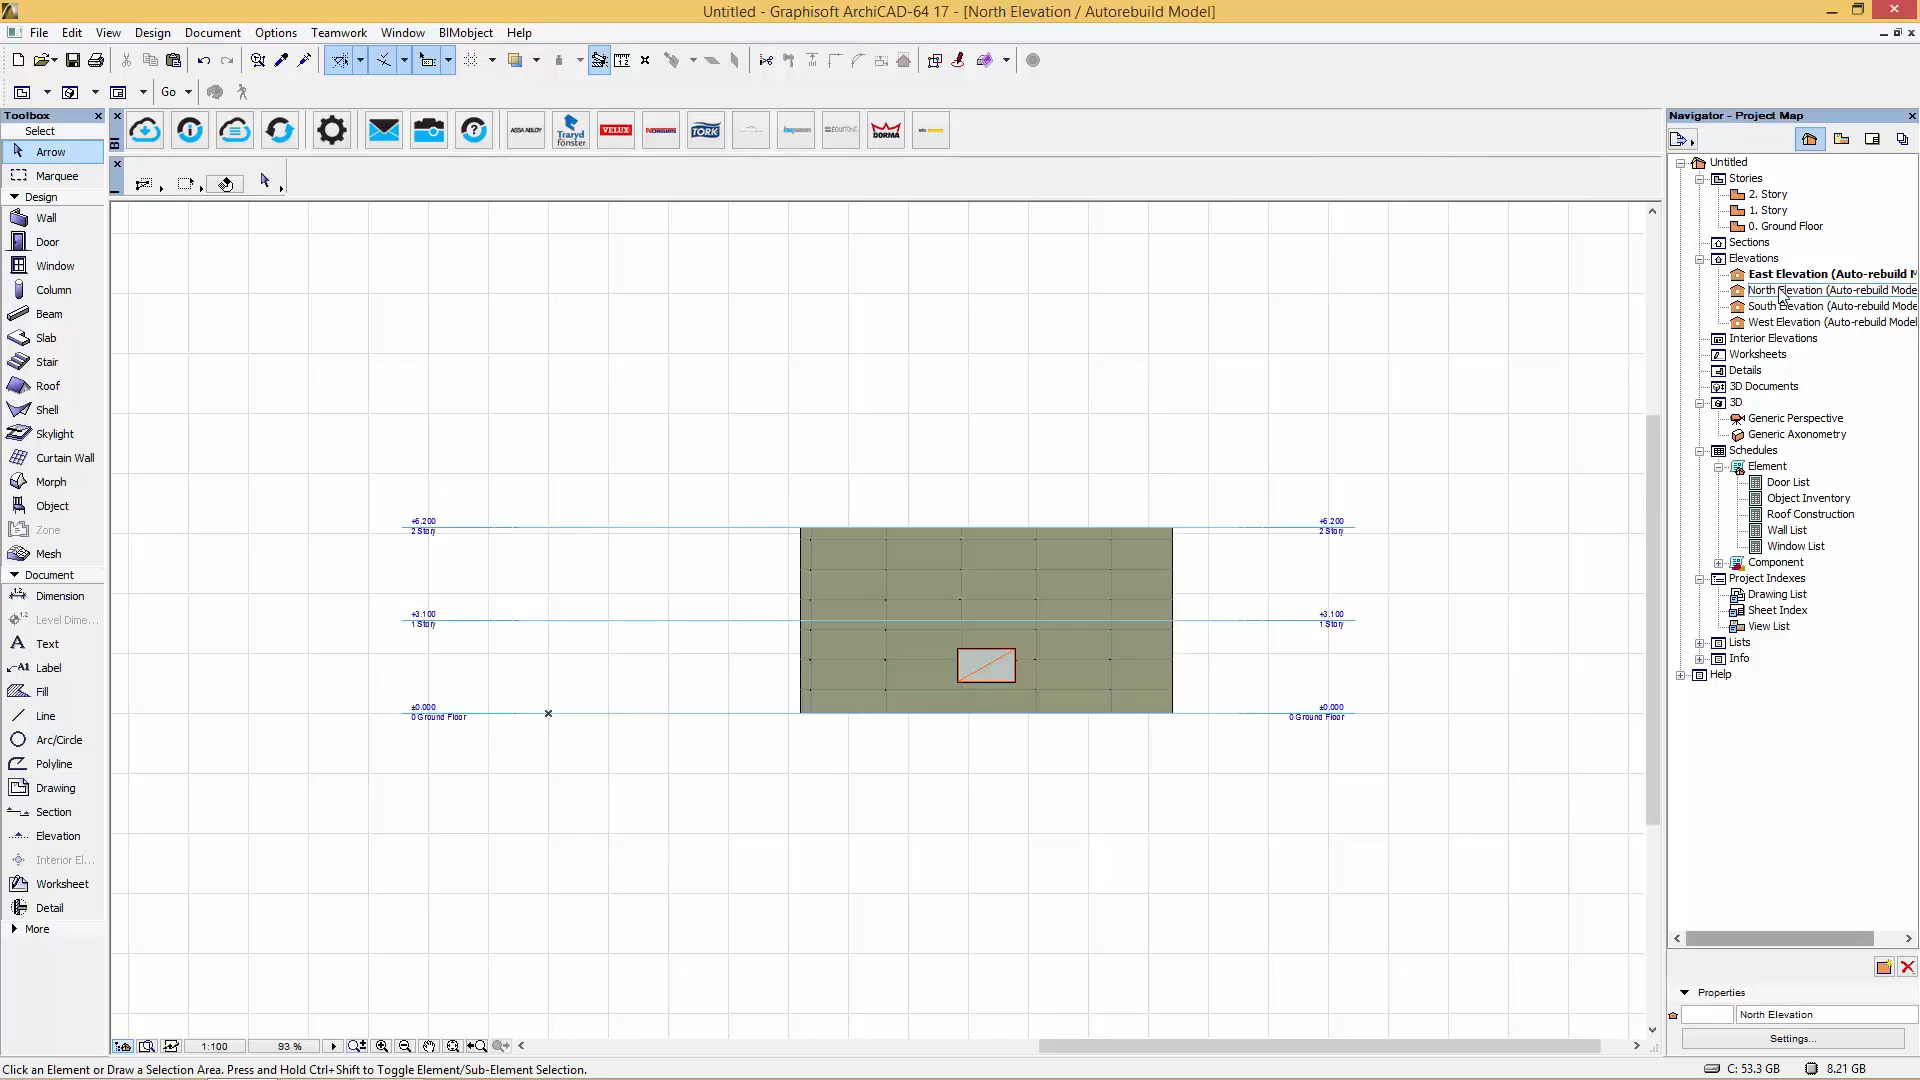 Untitled - Graphisoft ArchiCAD-64 17 - [North Elevation / Autorebuild Model]
File Edit View Design Document Options Teamwork Window BIMobject Help
Go
Toolbox
Select
Arrow
Marquee
Design
Wall
Door
Window
Column
Beam
Slab
Stair
Roof
Shell
Skylight
Curtain Wall
Morph
Object
Zone
Mesh
Document
Dimension
Level Dime...
Text
Label
Fill
Line
Arc/Circle
Polyline
Drawing
Section
Elevation
Interior El...
Worksheet
Detail
More
BI
ASSA ABLOY Traryd fönster VELUX TORK EQUITONE DORMA
+6.200
2 Story
+3.100
1 Story
±0.000
0 Ground Floor
+6.200
2 Story
+3.100
1 Story
±0.000
0 Ground Floor
Navigator - Project Map
Untitled
Stories
2. Story
1. Story
0. Ground Floor
Sections
Elevations
East Elevation (Auto-rebuild M
North Elevation (Auto-rebuild Mode
South Elevation (Auto-rebuild Mode
West Elevation (Auto-rebuild Model
Interior Elevations
Worksheets
Details
3D Documents
3D
Generic Perspective
Generic Axonometry
Schedules
Element
Door List
Object Inventory
Roof Construction
Wall List
Window List
Component
Project Indexes
Drawing List
Sheet Index
View List
Lists
Info
Help
Properties
North Elevation
Settings...
1:100 93 %
Click an Element or Draw a Selection Area. Press and Hold Ctrl+Shift to Toggle Element/Sub-Element Selection.
C: 53.3 GB 8.21 GB